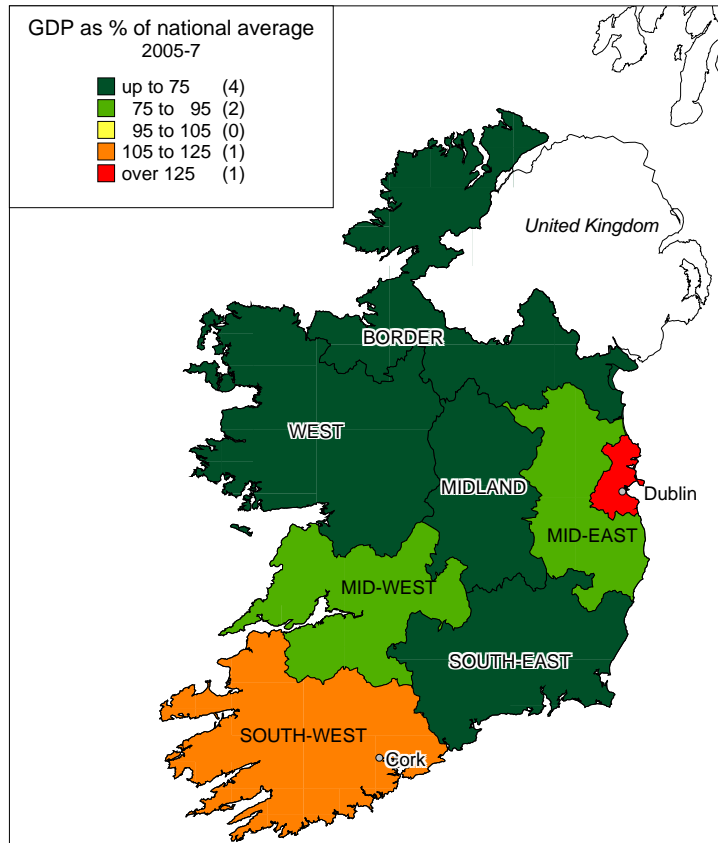 GDP as % of national average
2005-7
up to 75 (4)
75 to 95 (2)
95 to 105 (0)
105 to 125 (1)
over 125 (1)
United Kingdom
BORDER
WEST
MIDLAND
Dublin
MID-EAST
MID-WEST
SOUTH-EAST
SOUTH-WEST
Cork